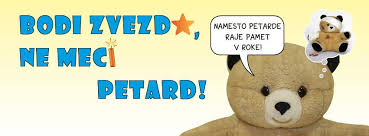 BODI ZVEZDA,
NE MECI
PETARD!
NAMESTO PETARDE
RAJE PAMET
V ROKE!